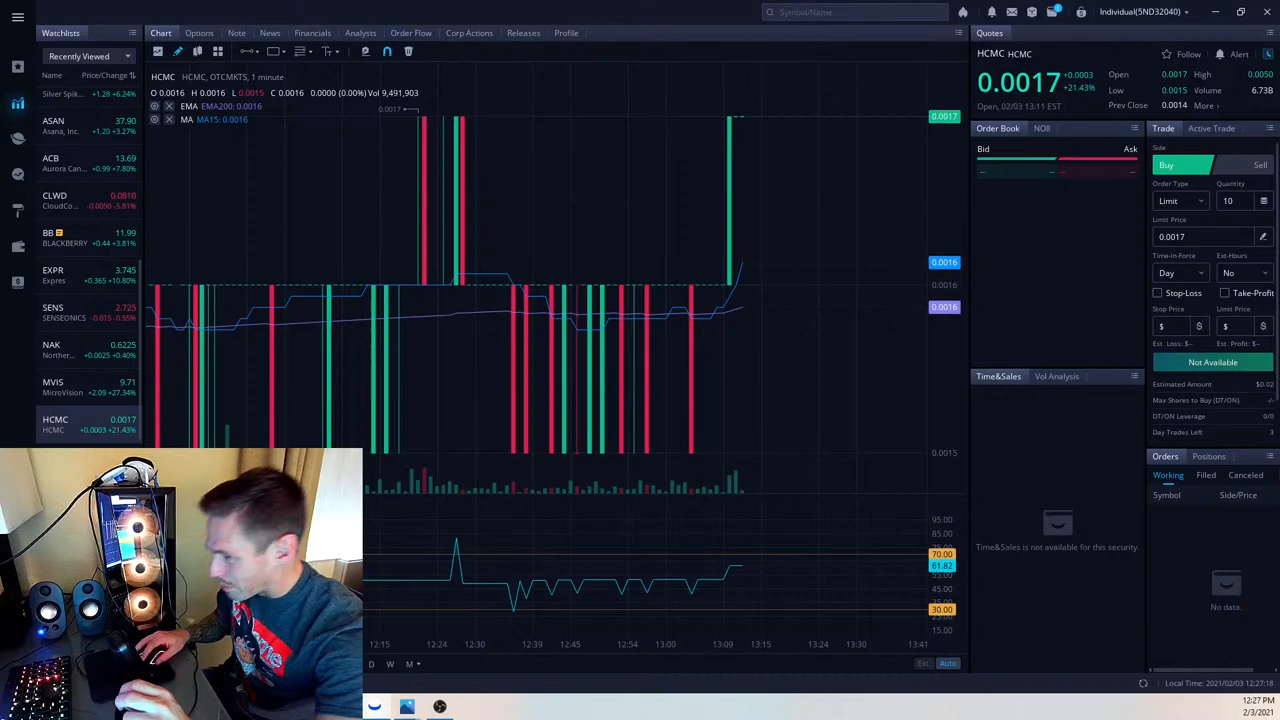 Symbol/Name
Individual(5ND32040)
Watchlists
Chart Options Note News Financials Analysts Order Flow Corp Actions Releases Profile
Quotes
Recently Viewed
Name Price/Change
Silver Spik... +1.28 +6.24%
ASAN 37.90
Asana, Inc. +1.20 +3.27%
ACB 13.69
Aurora Can... +0.99 +7.80%
CLWD 0.0810
CloudCo... -0.0050 -5.81%
BB 11.99
BLACKBERRY +0.44 +3.81%
EXPR 3.745
Expres +0.365 +10.80%
SENS 2.725
SENSEONICS -0.015 -0.55%
NAK 0.6225
Norther... +0.0025 +0.40%
MVIS 9.71
MicroVision +2.09 +27.34%
HCMC 0.0017
HCMC +0.0003 +21.43%
HCMC HCMC, OTCMKTS, 1 minute
O 0.0016 H 0.0016 L 0.0015 C 0.0016 0.0000 (0.00%) Vol 9,491,903
EMA EMA200: 0.0016
MA MA15: 0.0016
0.0017
0.0017
0.0016
0.0016
0.0016
0.0015
95.00
85.00
70.00
61.82
55.00
45.00
30.00
15.00
12:15 12:24 12:30 12:39 12:45 12:54 13:00 13:09 13:15 13:24 13:30 13:41
D W M
Ext. Auto
HCMC HCMC
Follow Alert
0.0017 +0.0003 +21.43%
Open, 02/03 13:11 EST
Open 0.0017 High 0.0050
Low 0.0015 Volume 6.73B
Prev Close 0.0014 More
Order Book NOII
Bid Ask
-- -- -- --
Time&Sales Vol Analysis
Time&Sales is not available for this security.
Trade Active Trade
Side
Buy Sell
Order Type Quantity
Limit 10
Limit Price
0.0017
Time-in-Force Ext-Hours
Day No
Stop-Loss Take-Profit
Stop Price Limit Price
$ $ $ $
Est. Loss: $-- Est. Profit: $--
Not Available
Estimated Amount $0.02
Max Shares to Buy (DT/ON) -/-
DT/ON Leverage 0/0
Day Trades Left 3
Orders Positions
Working Filled Canceled
Symbol Side/Price
No data.
Local Time: 2021/02/03 12:27:18
12:27 PM
2/3/2021